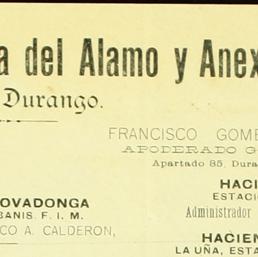 a del Alamo y Anex
Durango.
FRANCISCO GOME
APODERADO G
Apartado 85, Dura
HACI
OVADONGA
ESTACI
BANIS. F. I. M.
Administrador
CO A. CALDERON,
HACIEN
LA UÑA, ESTA